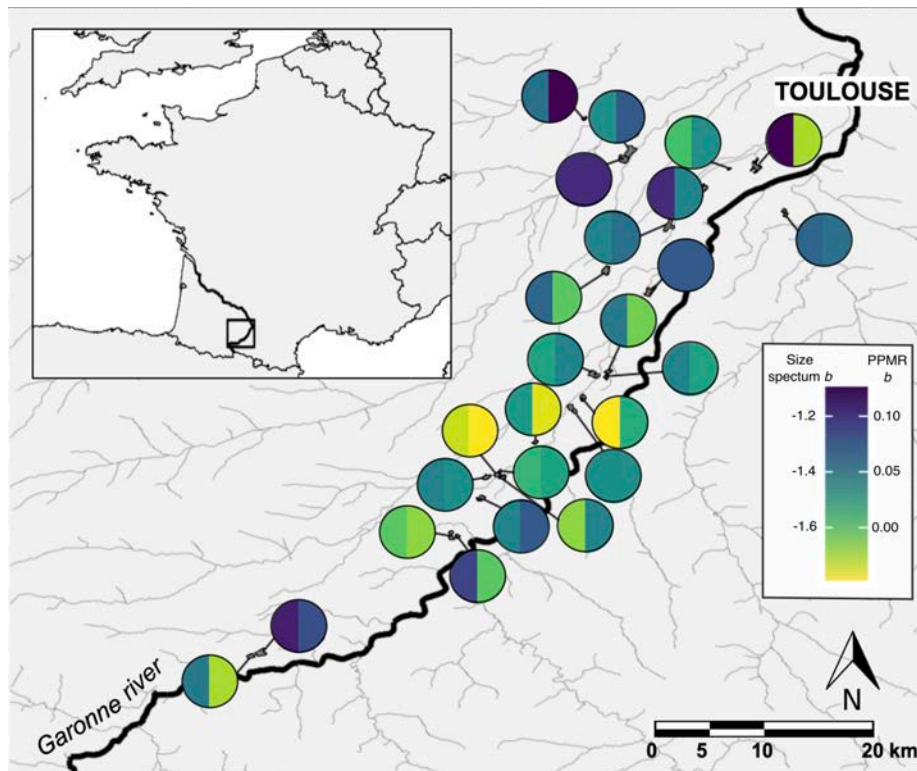 TOULOUSE
Size PPMR
spectum b b
-1.2 0.10
-1.4 0.05
-1.6 0.00
Garonne river
N
0 5 10 20 km